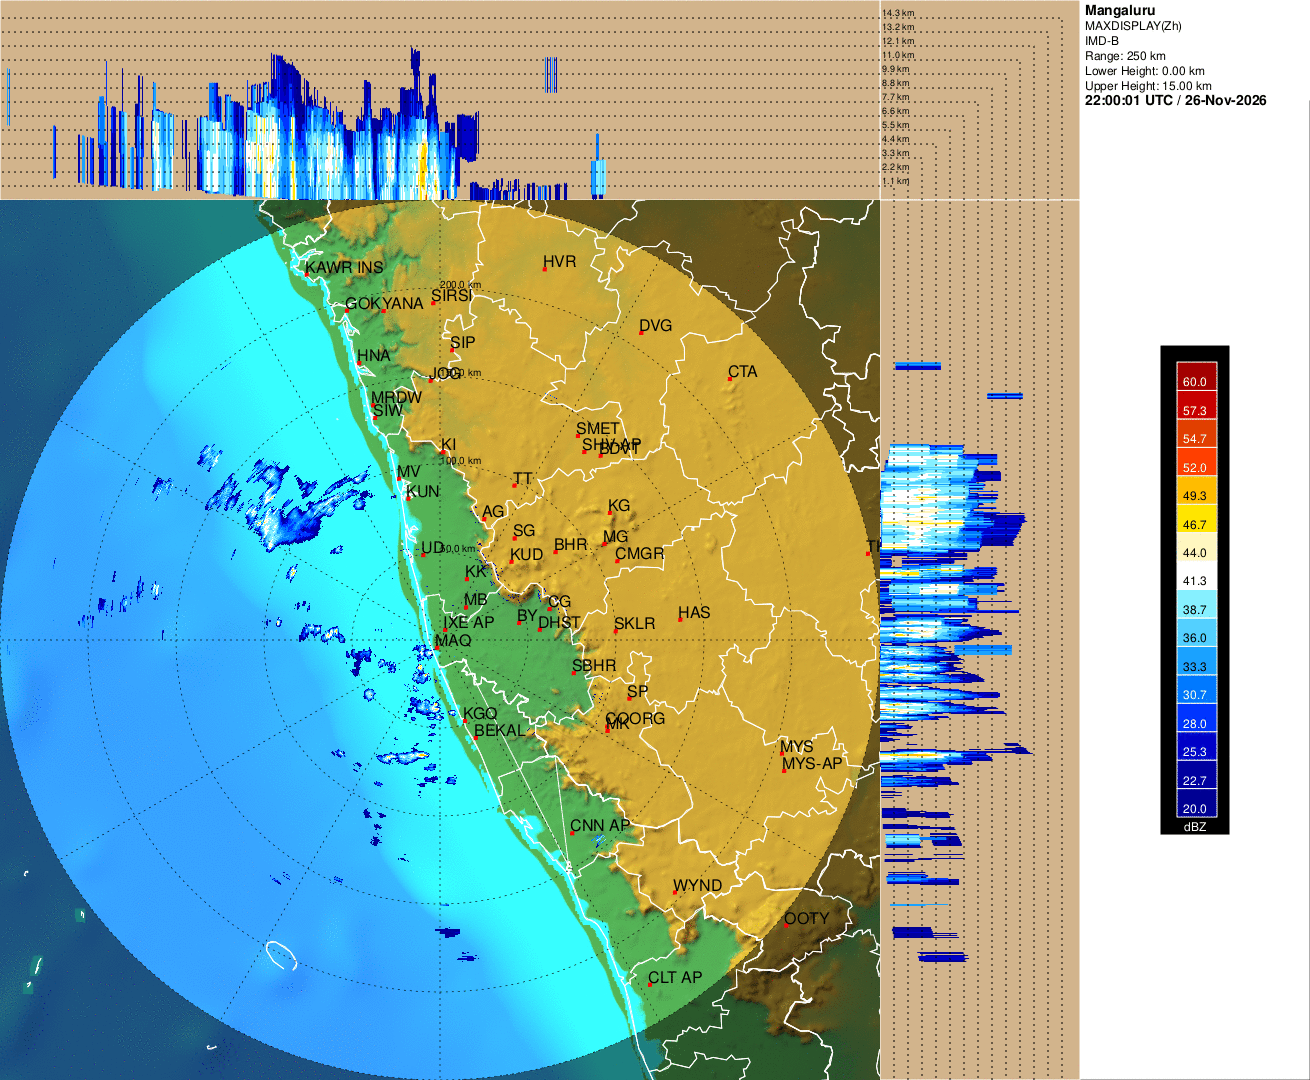 14.3 km
13.2 km
12.1 km
11.0 km
9.9 km
8.8 km
7.7 km
6.6 km
5.5 km
4.4 km
3.3 km
2.2 km
1.1 km
Mangaluru
MAXDISPLAY(Zh)
IMD-B
Range: 250 km
Lower Height: 0.00 km
Upper Height: 15.00 km
22:00:01 UTC / 26-Nov-2026
HVR
KAWR INS
200.0 km
SIRSI
GOKYANA
DVG
SIP
HNA
CTA
JOG
MRDW
SIW
SMET
SHV-AP
BDVT
KI
100.0 km
MV
TT
KUN
KG
AG
SG
MG
UD
50.0 km
BHR
KUD
CMGR
KK
MB
CG
BY
DHST
IXE AP
HAS
SKLR
MAQ
SBHR
SP
KGQ
COORG
MK
BEKAL
MYS
MYS-AP
CNN AP
WYND
OOTY
CLT AP
60.0
57.3
54.7
52.0
49.3
46.7
44.0
41.3
38.7
36.0
33.3
30.7
28.0
25.3
22.7
20.0
dBZ